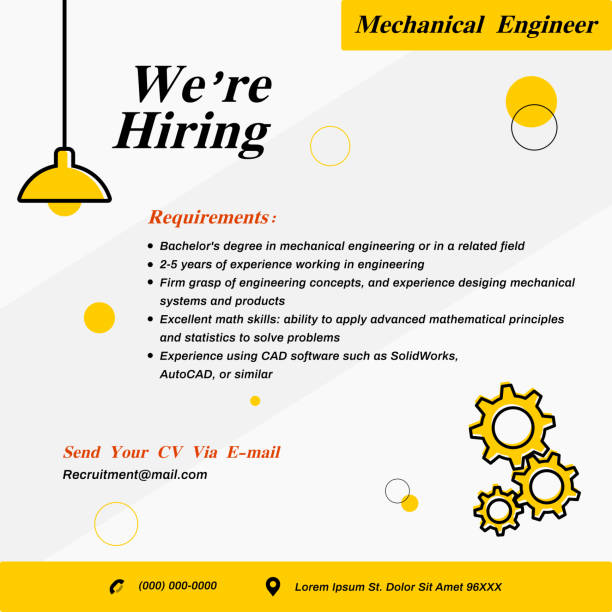 Mechanical Engineer
We're
Hiring
Requirements:
• Bachelor's degree in mechanical engineering or in a related field
• 2-5 years of experience working in engineering
• Firm grasp of engineering concepts, and experience desiging mechanical
systems and products
• Excellent math skills: ability to apply advanced mathematical principles
and statistics to solve problems
• Experience using CAD software such as SolidWorks,
AutoCAD, or similar
Send Your CV Via E-mail
Recruitment@mail.com
(000) 000-0000
Lorem Ipsum St. Dolor Sit Amet 96XXX